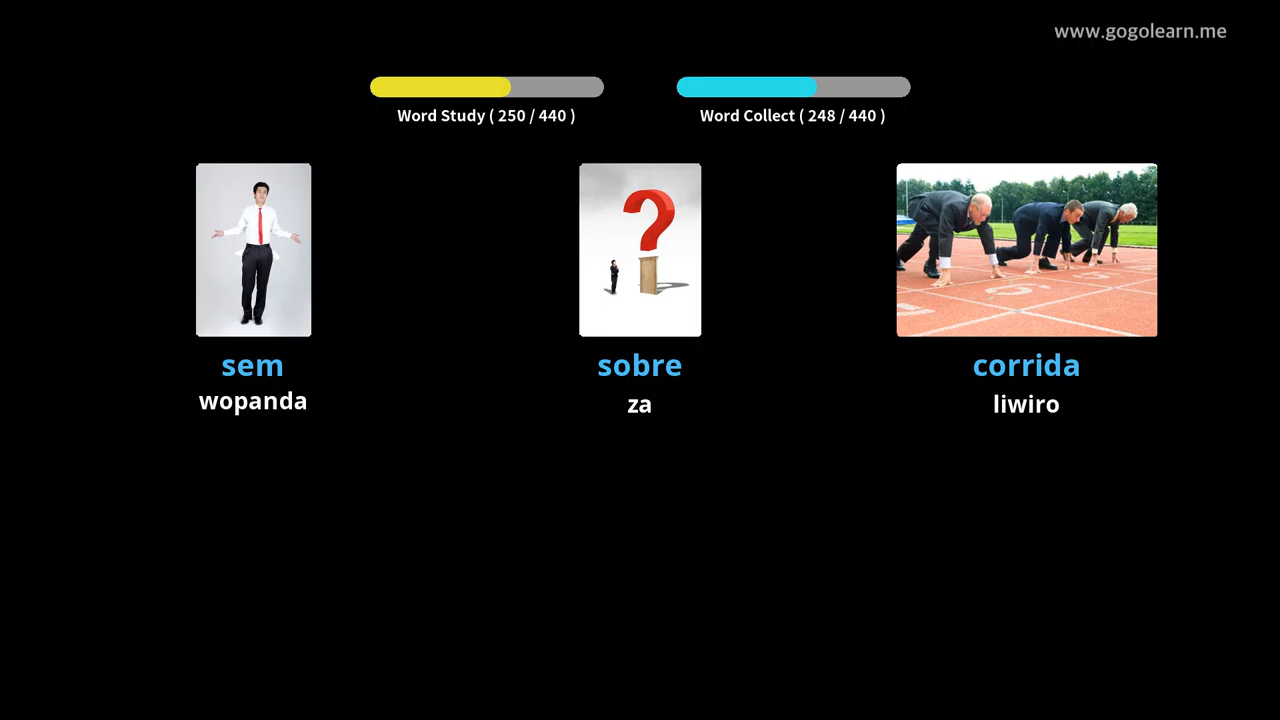 www.gogolearn.me
Word Study ( 250 / 440 )
Word Collect ( 248 / 440 )
sem
wopanda
sobre
za
corrida
liwiro